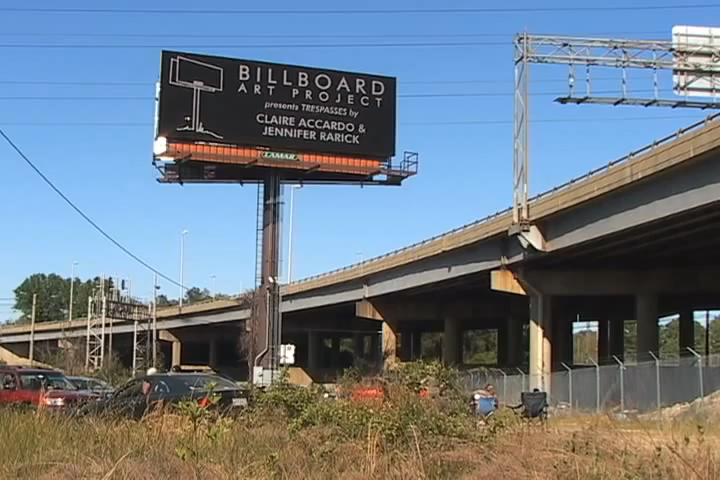 BILLBOARD
ART PROJECT
presents TRESPASSES by
CLAIRE ACCARDO &
JENNIFER RARICK
LAMAR